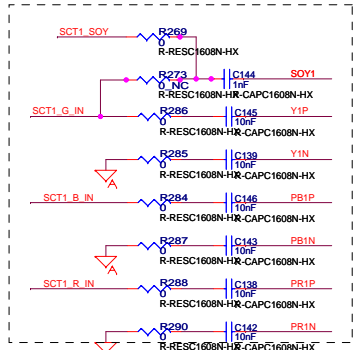 SCT1_SOY
R269
0
R-RESC1608N-HX
R273
0_NC
C144
1nF
SOY1
R-RESC1608N-HX
R-CAPC1608N-HX
SCT1_G_IN
R286
0
C145
10nF
Y1P
R-RESC1608N-HX
R-CAPC1608N-HX
R285
0
C139
10nF
Y1N
R-RESC1608N-HX
R-CAPC1608N-HX
A
SCT1_B_IN
R284
0
C146
10nF
PB1P
R-RESC1608N-HX
R-CAPC1608N-HX
R287
0
C143
10nF
PB1N
R-RESC1608N-HX
R-CAPC1608N-HX
A
SCT1_R_IN
R288
0
C138
10nF
PR1P
R-RESC1608N-HX
R-CAPC1608N-HX
R290
0
C142
10nF
PR1N
R-RESC1608N-HX
R-CAPC1608N-HX